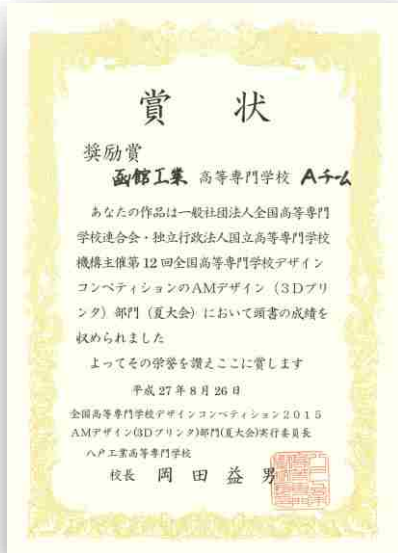 賞状
奨励賞
函館工業 高等専門学校 Aチーム
あなたの作品は一般社団法人全国高等専門
学校連合会・独立行政法人国立高等専門学校
機構主催第12回全国高等専門学校デザイン
コンペティションのAMデザイン（3Dプリ
ンタ）部門（夏大会）において頭書の成績を
収められました
よってその栄誉を讃えここに賞します
平成27年8月26日
全国高等専門学校デザインコンペティション2015
AMデザイン(3Dプリンタ)部門(夏大会)実行委員長
八戸工業高等専門学校
校長 岡田益男